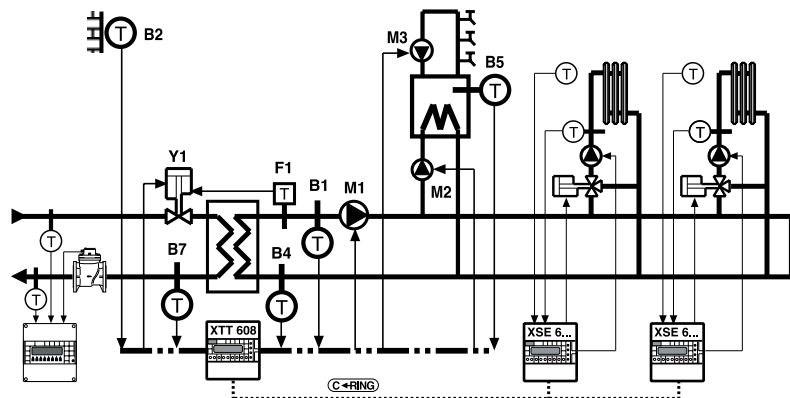 M3
B2
T
B5
T
T
T
Y1
F1
T
B1
M1
M2
T
T
T
B7
B4
T
T
T
T
XTT 608
XSE 6...
XSE 6...
C←RING